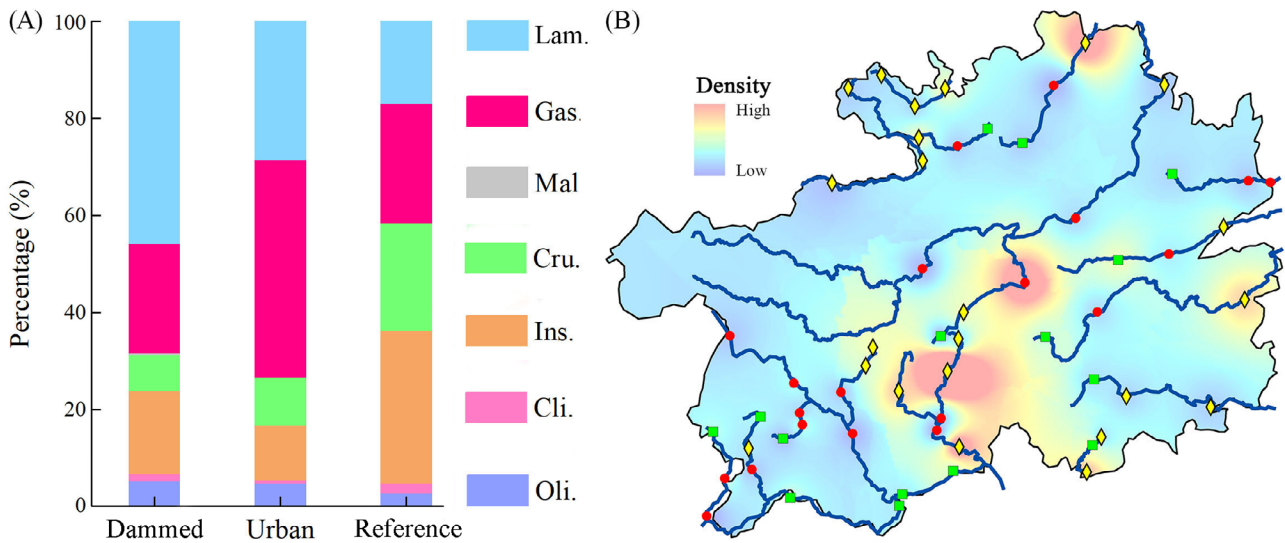 (A)
Percentage (%)
100
80
60
40
20
0
Dammed Urban Reference
Lam.
Gas.
Mal
Cru.
Ins.
Cli.
Oli.
(B)
Density
High
Low